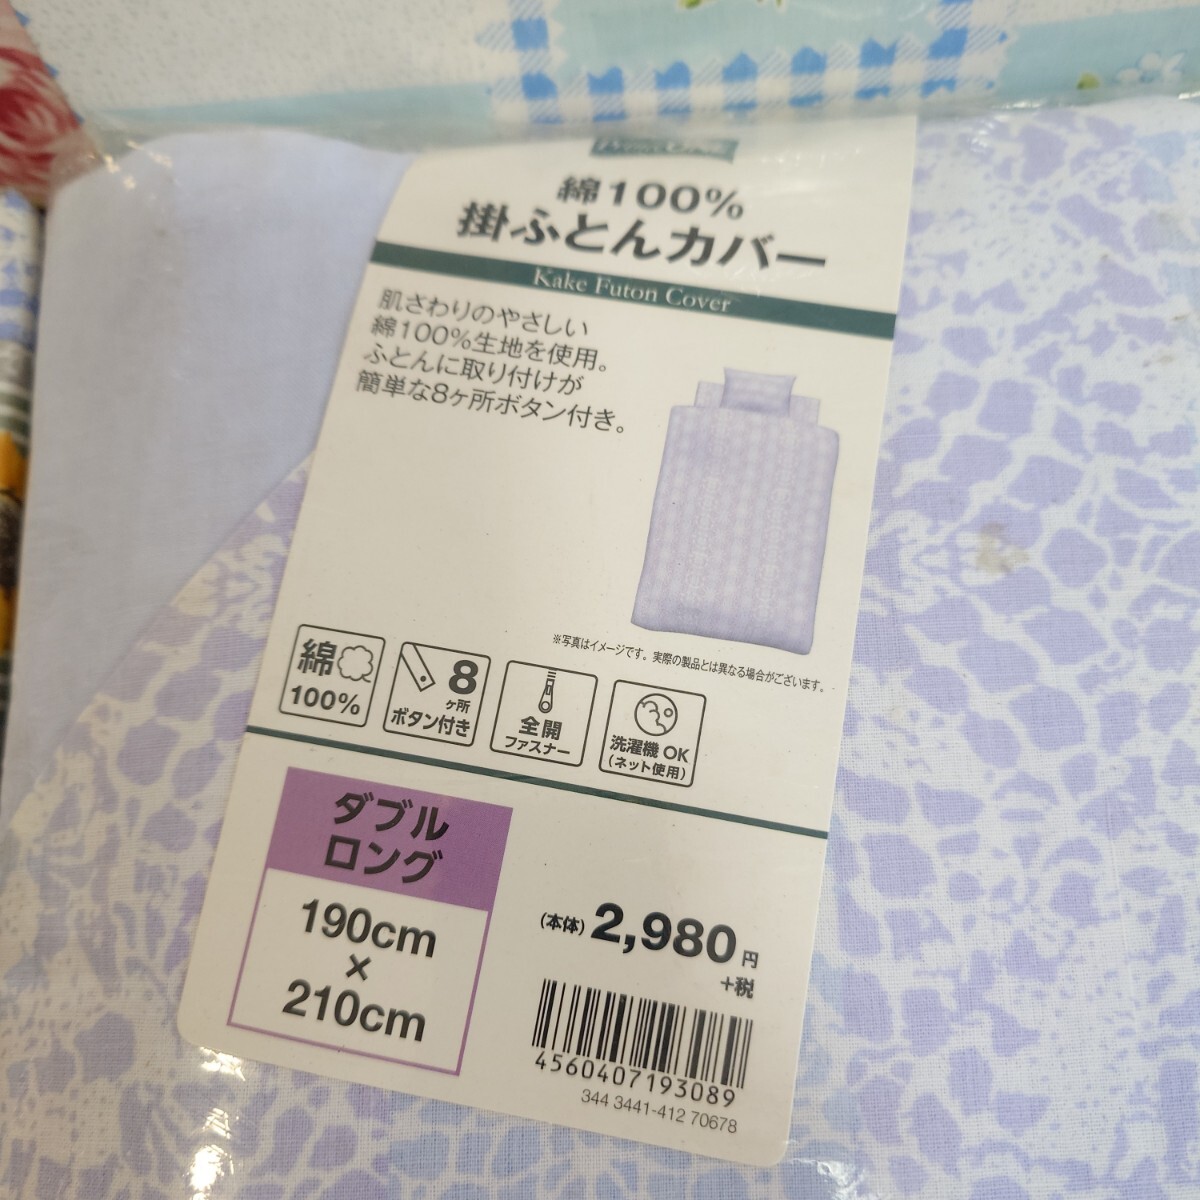 綿100%
掛ふとんカバー
Kake Futon Cover
肌さわりのやさしい
綿100%生地を使用。
ふとんに取り付けが
簡単な8ヶ所ボタン付き。
※写真はイメージです。実際の製品とは異なる場合がございます。
綿
100%
8
ヶ所
ボタン付き
全開
ファスナー
洗濯機 OK
(ネット使用)
ダブル
ロング
190cm
×
210cm
(本体) 2,980円
+税
4560407193089
344 3441-412 70678